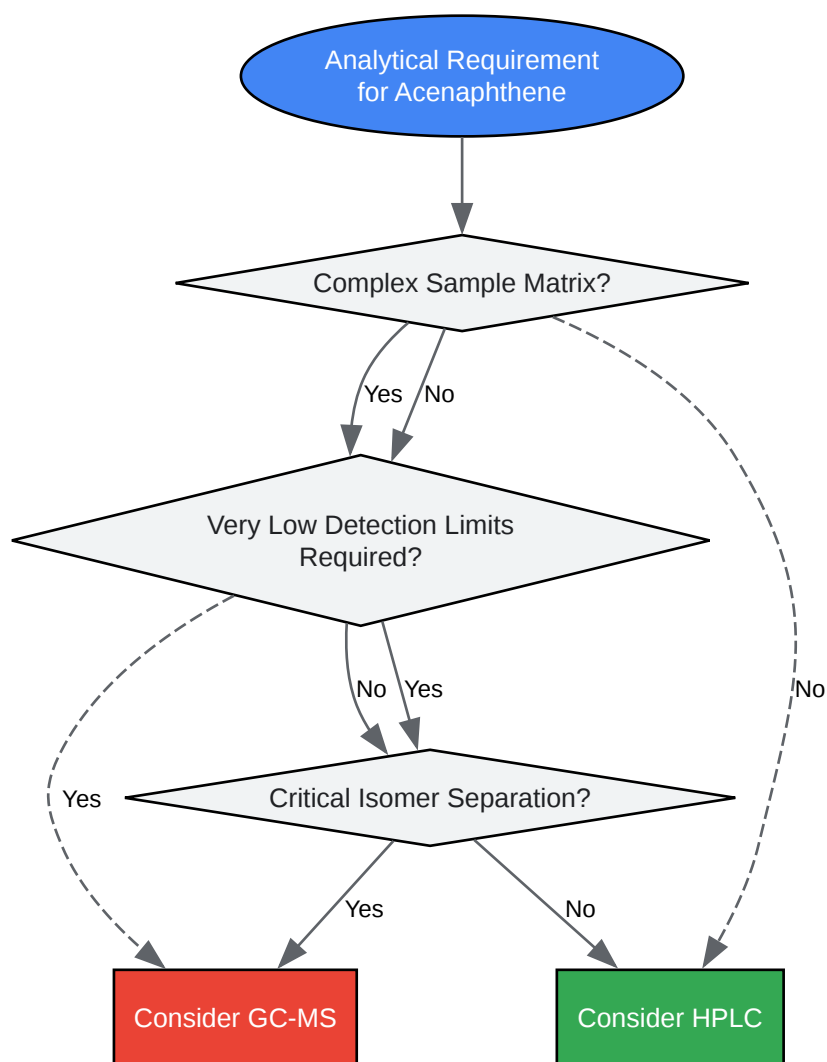 Analytical Requirement
for Acenaphthene
Complex Sample Matrix?
Yes
No
Very Low Detection Limits
Required?
No
Yes
No
Critical Isomer Separation?
Yes
Yes
No
Consider GC-MS
Consider HPLC